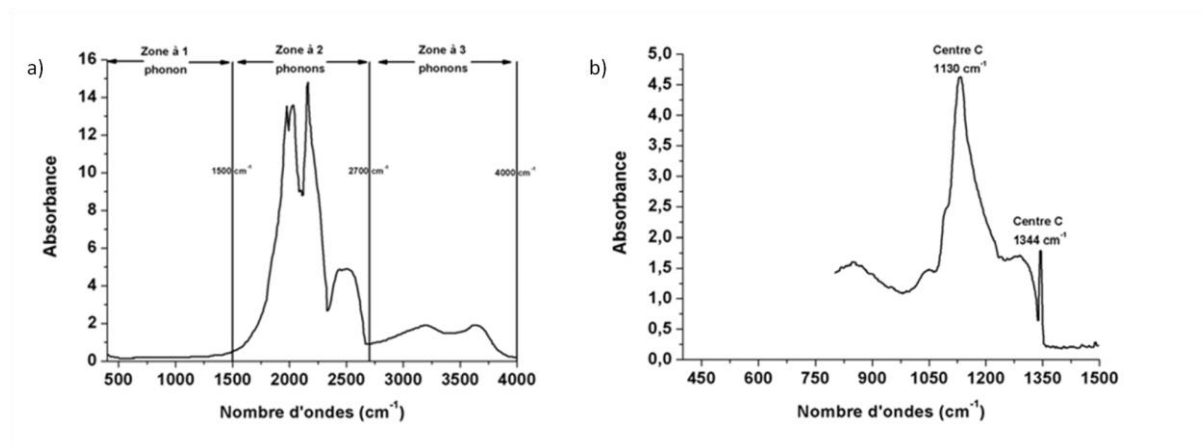 a)
Zone à 1
phonon
Zone à 2
phonons
Zone à 3
phonons
16
14
12
10
8
6
4
2
0
Absorbance
1500 cm⁻¹
2700 cm⁻¹
4000 cm⁻¹
500 1000 1500 2000 2500 3000 3500 4000
Nombre d'ondes (cm⁻¹)
b)
5,0
4,5
4,0
3,5
3,0
2,5
2,0
1,5
1,0
0,5
0,0
Absorbance
Centre C
1130 cm⁻¹
Centre C
1344 cm⁻¹
450 600 750 900 1050 1200 1350 1500
Nombre d'ondes (cm⁻¹)